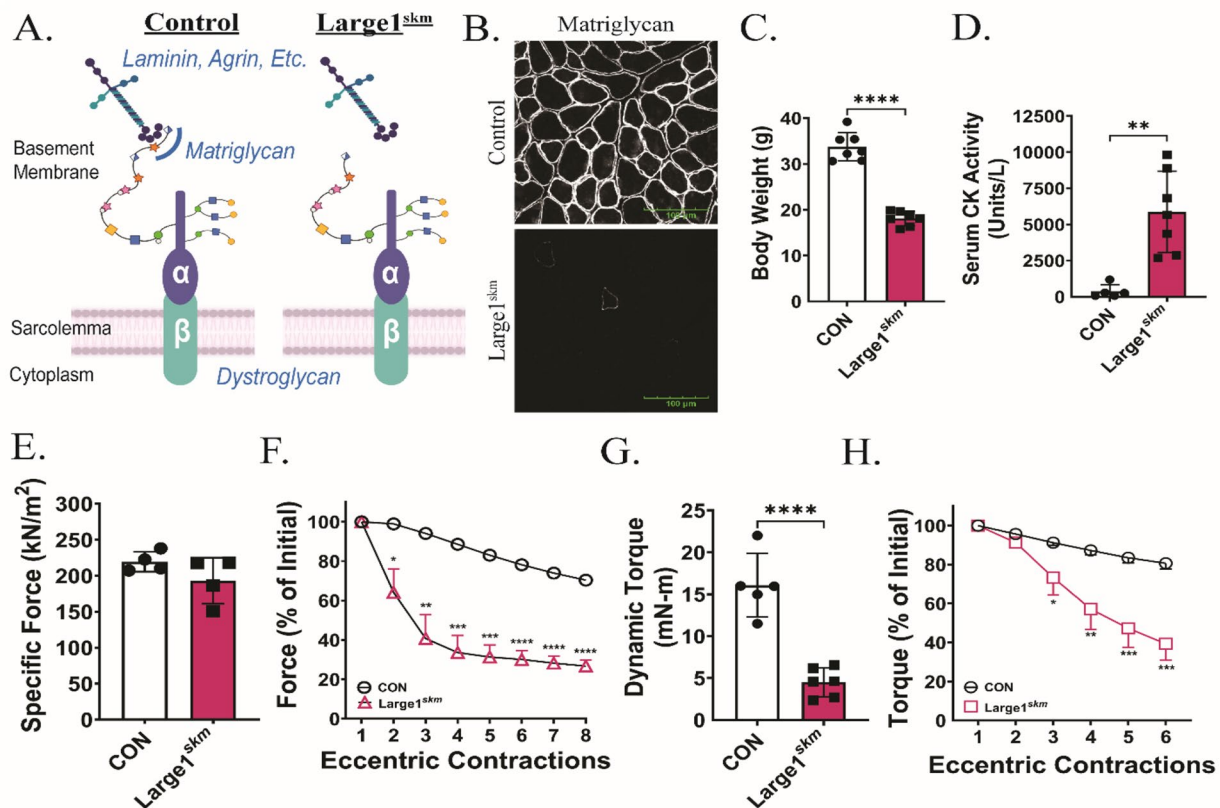 A.
Control
Large1skm
Laminin, Agrin, Etc.
Basement
Membrane
Matriglycan
α
α
β
β
Sarcolemma
Cytoplasm
Dystroglycan
B.
Matriglycan
Control
100 µm
Large1skm
100 µm
C.
Body Weight (g)
40
30
20
10
0
****
CON
Large1skm
D.
Serum CK Activity
(Units/L)
12500
10000
7500
5000
2500
0
**
CON
Large1skm
E.
Specific Force (kN/m2)
300
250
200
150
100
50
0
CON
Large1skm
F.
Force (% of Initial)
100
80
60
40
20
0
*
**
***
***
****
****
****
CON
Large1skm
1 2 3 4 5 6 7 8
Eccentric Contractions
G.
Dynamic Torque
(mN-m)
25
20
15
10
5
0
****
CON
Large1skm
H.
Torque (% of Initial)
100
80
60
40
20
0
*
**
***
***
CON
Large1skm
1 2 3 4 5 6
Eccentric Contractions